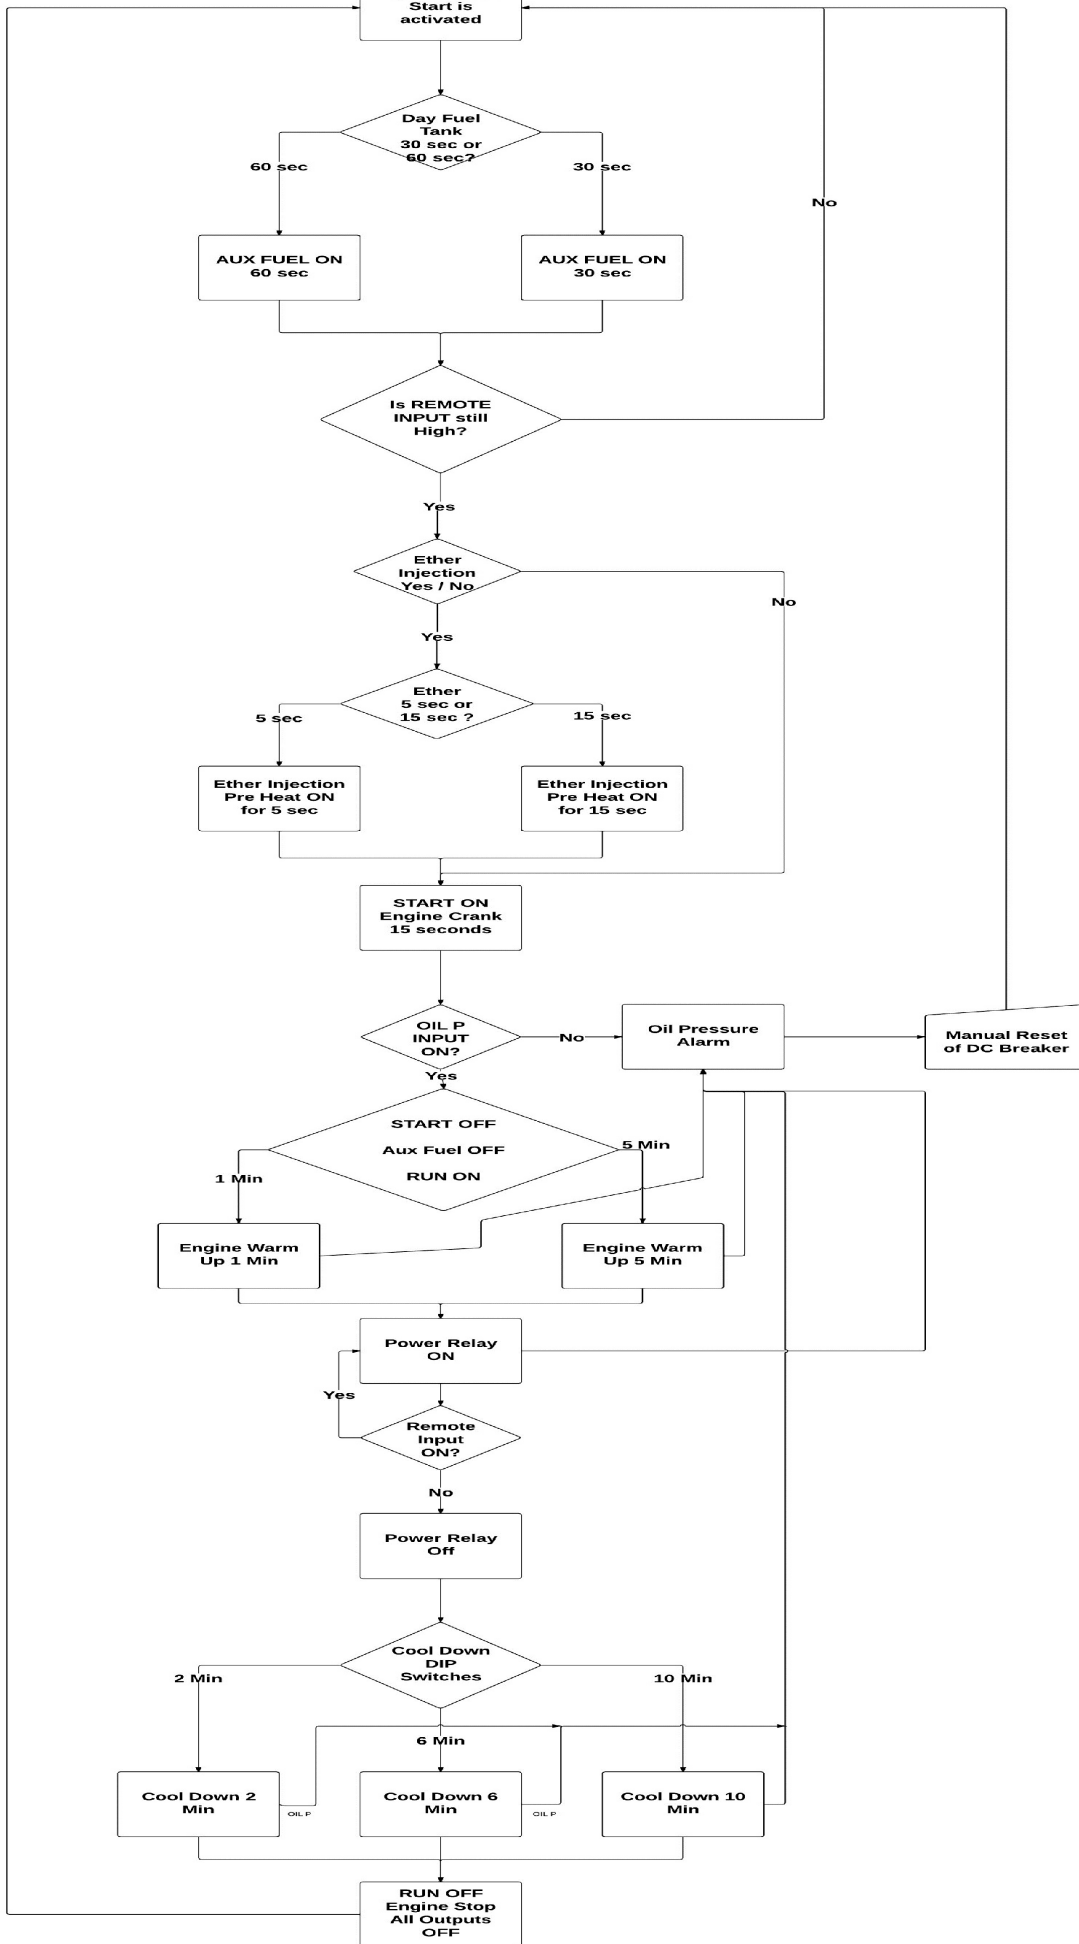 Start is
activated
Day Fuel
Tank
30 sec or
60 sec?
60 sec
30 sec
No
AUX FUEL ON
60 sec
AUX FUEL ON
30 sec
Is REMOTE
INPUT still
High?
Yes
Ether
Injection
Yes / No
No
Yes
Ether
5 sec or
15 sec ?
5 sec
15 sec
Ether Injection
Pre Heat ON
for 5 sec
Ether Injection
Pre Heat ON
for 15 sec
START ON
Engine Crank
15 seconds
OIL P
INPUT
ON?
No
Oil Pressure
Alarm
Manual Reset
of DC Breaker
Yes
START OFF
Aux Fuel OFF
RUN ON
1 Min
5 Min
Engine Warm
Up 1 Min
Engine Warm
Up 5 Min
Power Relay
ON
Yes
Remote
Input
ON?
No
Power Relay
Off
Cool Down
DIP
Switches
2 Min
10 Min
6 Min
Cool Down 2
Min
OIL P
Cool Down 6
Min
OIL P
Cool Down 10
Min
RUN OFF
Engine Stop
All Outputs
OFF